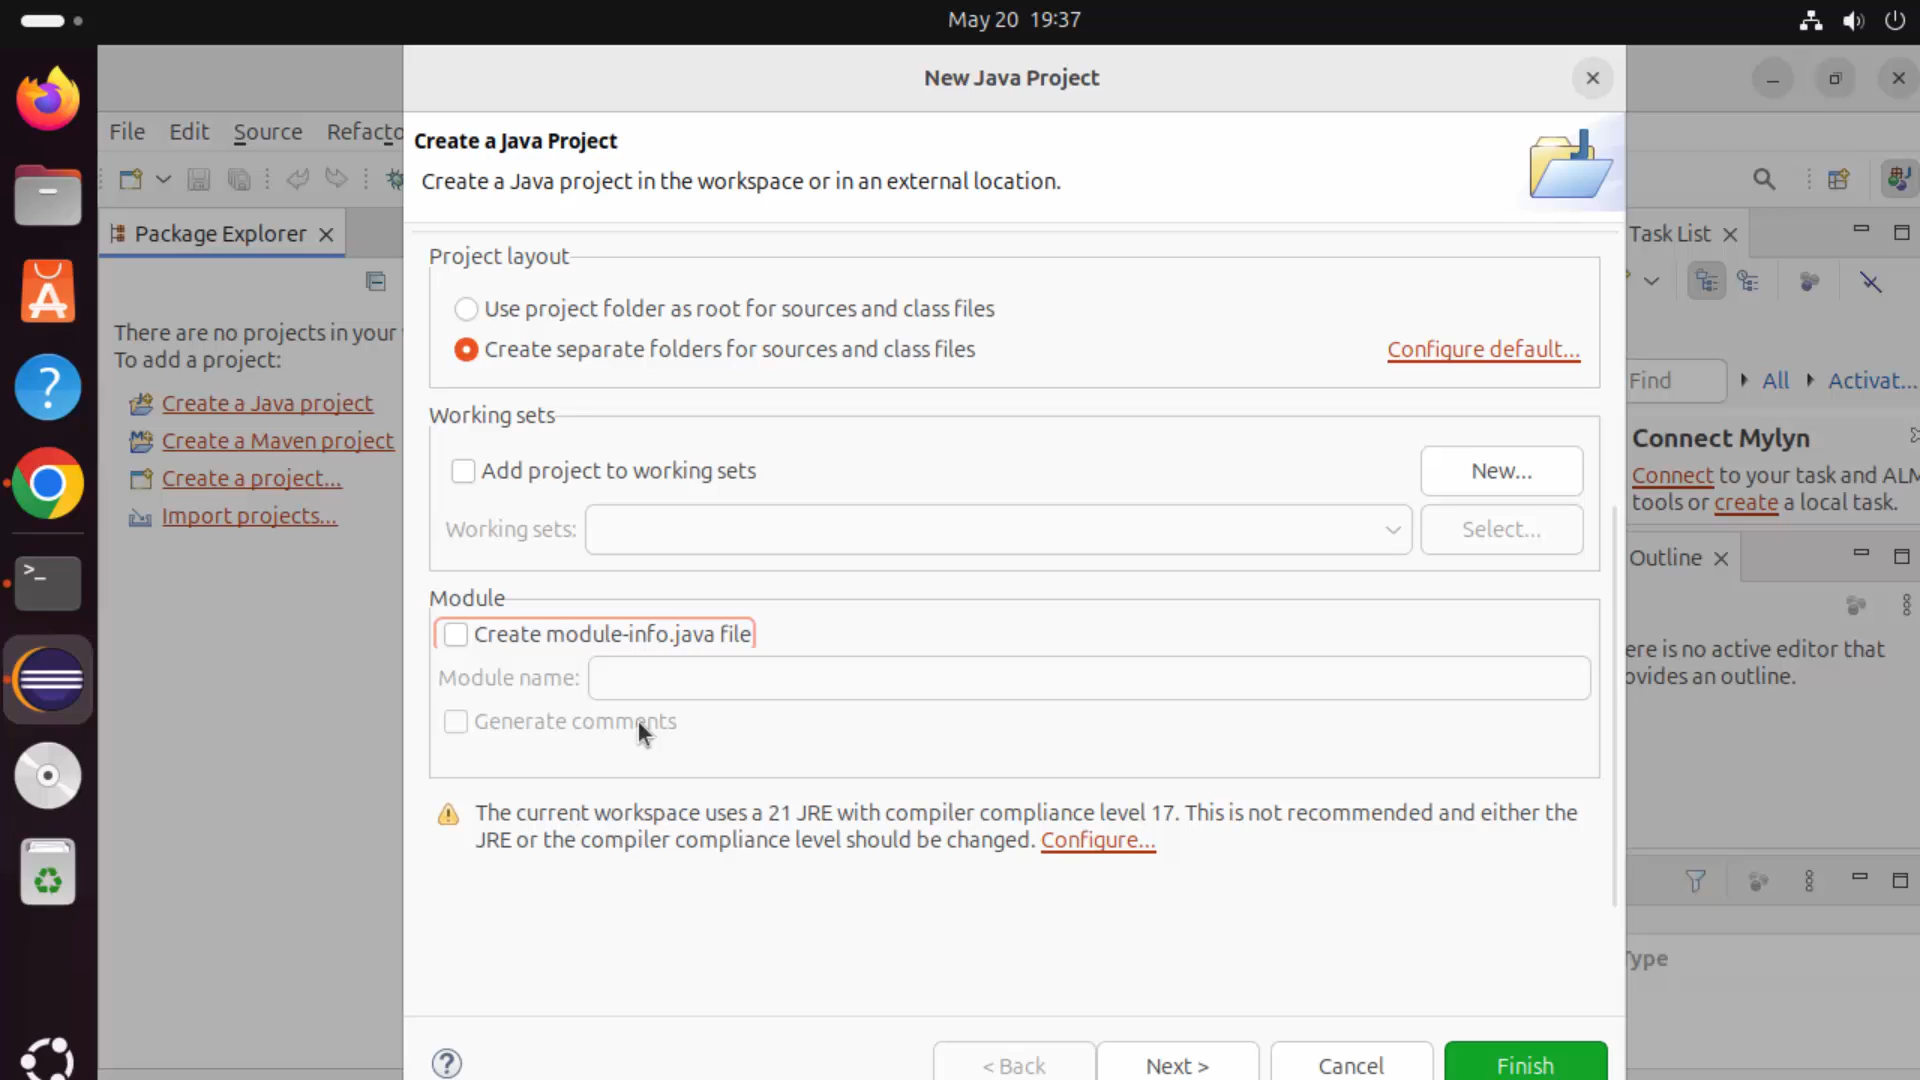 May 20 19:37
New Java Project
File Edit Source Refacto
Create a Java Project
Create a Java project in the workspace or in an external location.
Package Explorer
Task List
Project layout
Use project folder as root for sources and class files
There are no projects in your
To add a project:
Create separate folders for sources and class files
Configure default...
Find
All
Activat...
Create a Java project
Working sets
Create a Maven project
Connect Mylyn
Add project to working sets
New...
Create a project...
Connect to your task and ALM
tools or create a local task.
Import projects...
Working sets:
Select...
Outline
Module
Create module-info.java file
ere is no active editor that
ovides an outline.
Module name:
Generate comments
The current workspace uses a 21 JRE with compiler compliance level 17. This is not recommended and either the
JRE or the compiler compliance level should be changed. Configure...
Type
< Back
Next >
Cancel
Finish